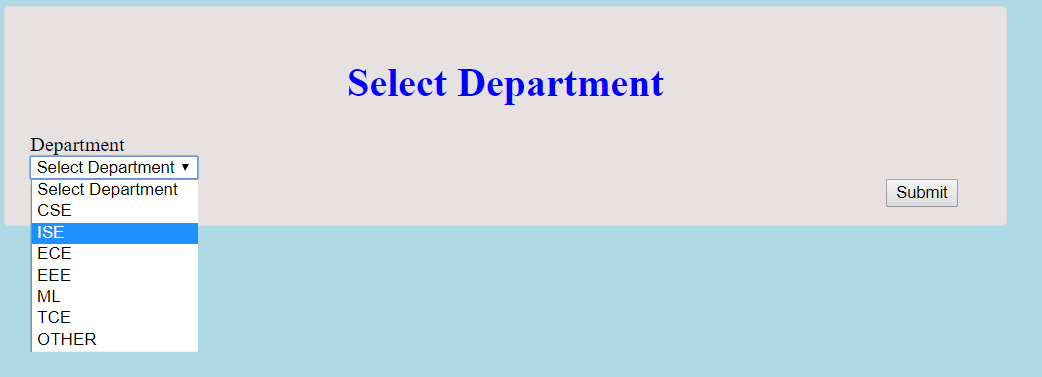 Select Department
Department
Select Department
Select Department
CSE
ISE
ECE
EEE
ML
TCE
OTHER
Submit